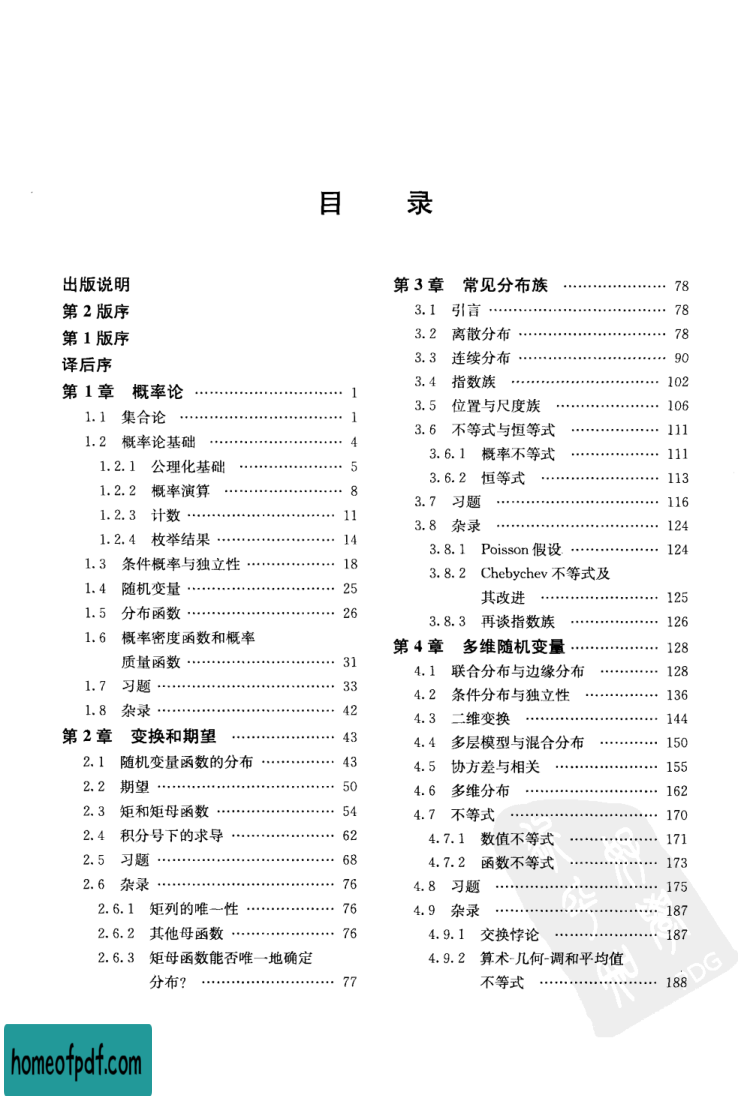 目 录
出版说明
第 2 版序
第 1 版序
译后序
第 1 章 概率论 ………………………… 1
1.1 集合论 ………………………… 1
1.2 概率论基础 ………………………… 4
1.2.1 公理化基础 ………………… 5
1.2.2 概率演算 ………………… 8
1.2.3 计数 ………………………… 11
1.2.4 枚举结果 ………………… 14
1.3 条件概率与独立性 ……………… 18
1.4 随机变量 ………………………… 25
1.5 分布函数 ………………………… 26
1.6 概率密度函数和概率
质量函数 ………………………… 31
1.7 习题 ………………………… 33
1.8 杂录 ………………………… 42
第 2 章 变换和期望 ………………… 43
2.1 随机变量函数的分布 …………… 43
2.2 期望 ………………………… 50
2.3 矩和矩母函数 ………………… 54
2.4 积分号下的求导 ………………… 62
2.5 习题 ………………………… 68
2.6 杂录 ………………………… 76
2.6.1 矩列的唯一性 ……………… 76
2.6.2 其他母函数 ………………… 76
2.6.3 矩母函数能否唯一地确定
分布? ………………………… 77
第 3 章 常见分布族 ………………… 78
3.1 引言 ………………………… 78
3.2 离散分布 ………………………… 78
3.3 连续分布 ………………………… 90
3.4 指数族 ………………………… 102
3.5 位置与尺度族 ………………… 106
3.6 不等式与恒等式 ……………… 111
3.6.1 概率不等式 ……………… 111
3.6.2 恒等式 ………………… 113
3.7 习题 ………………………… 116
3.8 杂录 ………………………… 124
3.8.1 Poisson 假设 ……………… 124
3.8.2 Chebychev 不等式及
其改进 ………………… 125
3.8.3 再谈指数族 ……………… 126
第 4 章 多维随机变量 ……………… 128
4.1 联合分布与边缘分布 ………… 128
4.2 条件分布与独立性 …………… 136
4.3 二维变换 ………………………… 144
4.4 多层模型与混合分布 ………… 150
4.5 协方差与相关 ………………… 155
4.6 多维分布 ………………………… 162
4.7 不等式 ………………………… 170
4.7.1 数值不等式 ……………… 171
4.7.2 函数不等式 ……………… 173
4.8 习题 ………………………… 175
4.9 杂录 ………………………… 187
4.9.1 交换悖论 ………………… 187
4.9.2 算术-几何-调和平均值
不等式 ………………… 188
homeofpdf.com